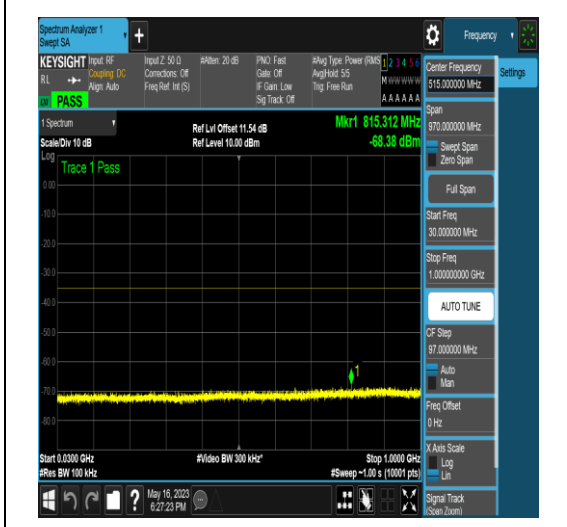 Spectrum Analyzer 1
Swept SA
+
Frequency
KEYSIGHT
RL
Input: RF
Coupling: DC
Align: Auto
Input Z: 50 Ω
Corrections: Off
Freq Ref: Int (S)
#Atten: 20 dB
PNO: Fast
Gate: Off
IF Gain: Low
Sig Track: Off
#Avg Type: Power (RMS
Avg|Hold: 5/5
Trig: Free Run
1 2 3 4 5 6
M W W W W W
A A A A A A
PASS
1 Spectrum
Scale/Div 10 dB
Ref Lvl Offset 11.54 dB
Ref Level 10.00 dBm
Mkr1 815.312 MHz
-68.38 dBm
Log
Trace 1 Pass
0.00
-10.0
-20.0
-30.0
-40.0
-50.0
-60.0
-70.0
-80.0
1
Start 0.0300 GHz
#Res BW 100 kHz
#Video BW 300 kHz*
Stop 1.0000 GHz
#Sweep ~1.00 s (10001 pts)
?
May 16, 2023
6:27:23 PM
Center Frequency
515.000000 MHz
Settings
Span
970.000000 MHz
Swept Span
Zero Span
Full Span
Start Freq
30.000000 MHz
Stop Freq
1.000000000 GHz
AUTO TUNE
CF Step
97.000000 MHz
Auto
Man
Freq Offset
0 Hz
X Axis Scale
Log
Lin
Signal Track
(Span Zoom)